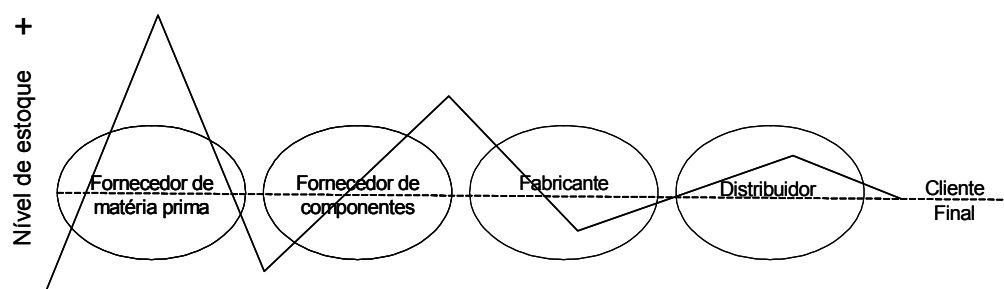 Nível de estoque +
Fornecedor de
matéria prima
Fornecedor de
componentes
Fabricante
Distribuidor
Cliente
Final